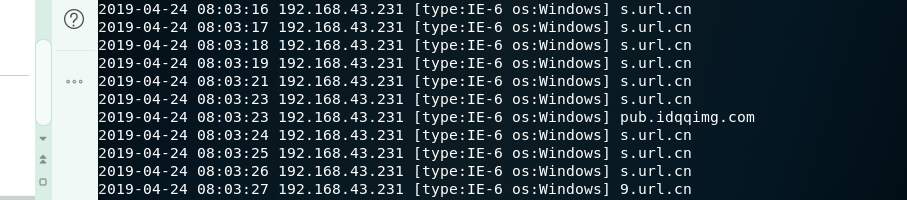 2019-04-24 08:03:16 192.168.43.231 [type:IE-6 os:Windows] s.url.cn
2019-04-24 08:03:17 192.168.43.231 [type:IE-6 os:Windows] s.url.cn
2019-04-24 08:03:18 192.168.43.231 [type:IE-6 os:Windows] s.url.cn
2019-04-24 08:03:19 192.168.43.231 [type:IE-6 os:Windows] s.url.cn
2019-04-24 08:03:21 192.168.43.231 [type:IE-6 os:Windows] s.url.cn
2019-04-24 08:03:23 192.168.43.231 [type:IE-6 os:Windows] s.url.cn
2019-04-24 08:03:23 192.168.43.231 [type:IE-6 os:Windows] pub.idqqimg.com
2019-04-24 08:03:24 192.168.43.231 [type:IE-6 os:Windows] s.url.cn
2019-04-24 08:03:25 192.168.43.231 [type:IE-6 os:Windows] s.url.cn
2019-04-24 08:03:26 192.168.43.231 [type:IE-6 os:Windows] s.url.cn
2019-04-24 08:03:27 192.168.43.231 [type:IE-6 os:Windows] 9.url.cn